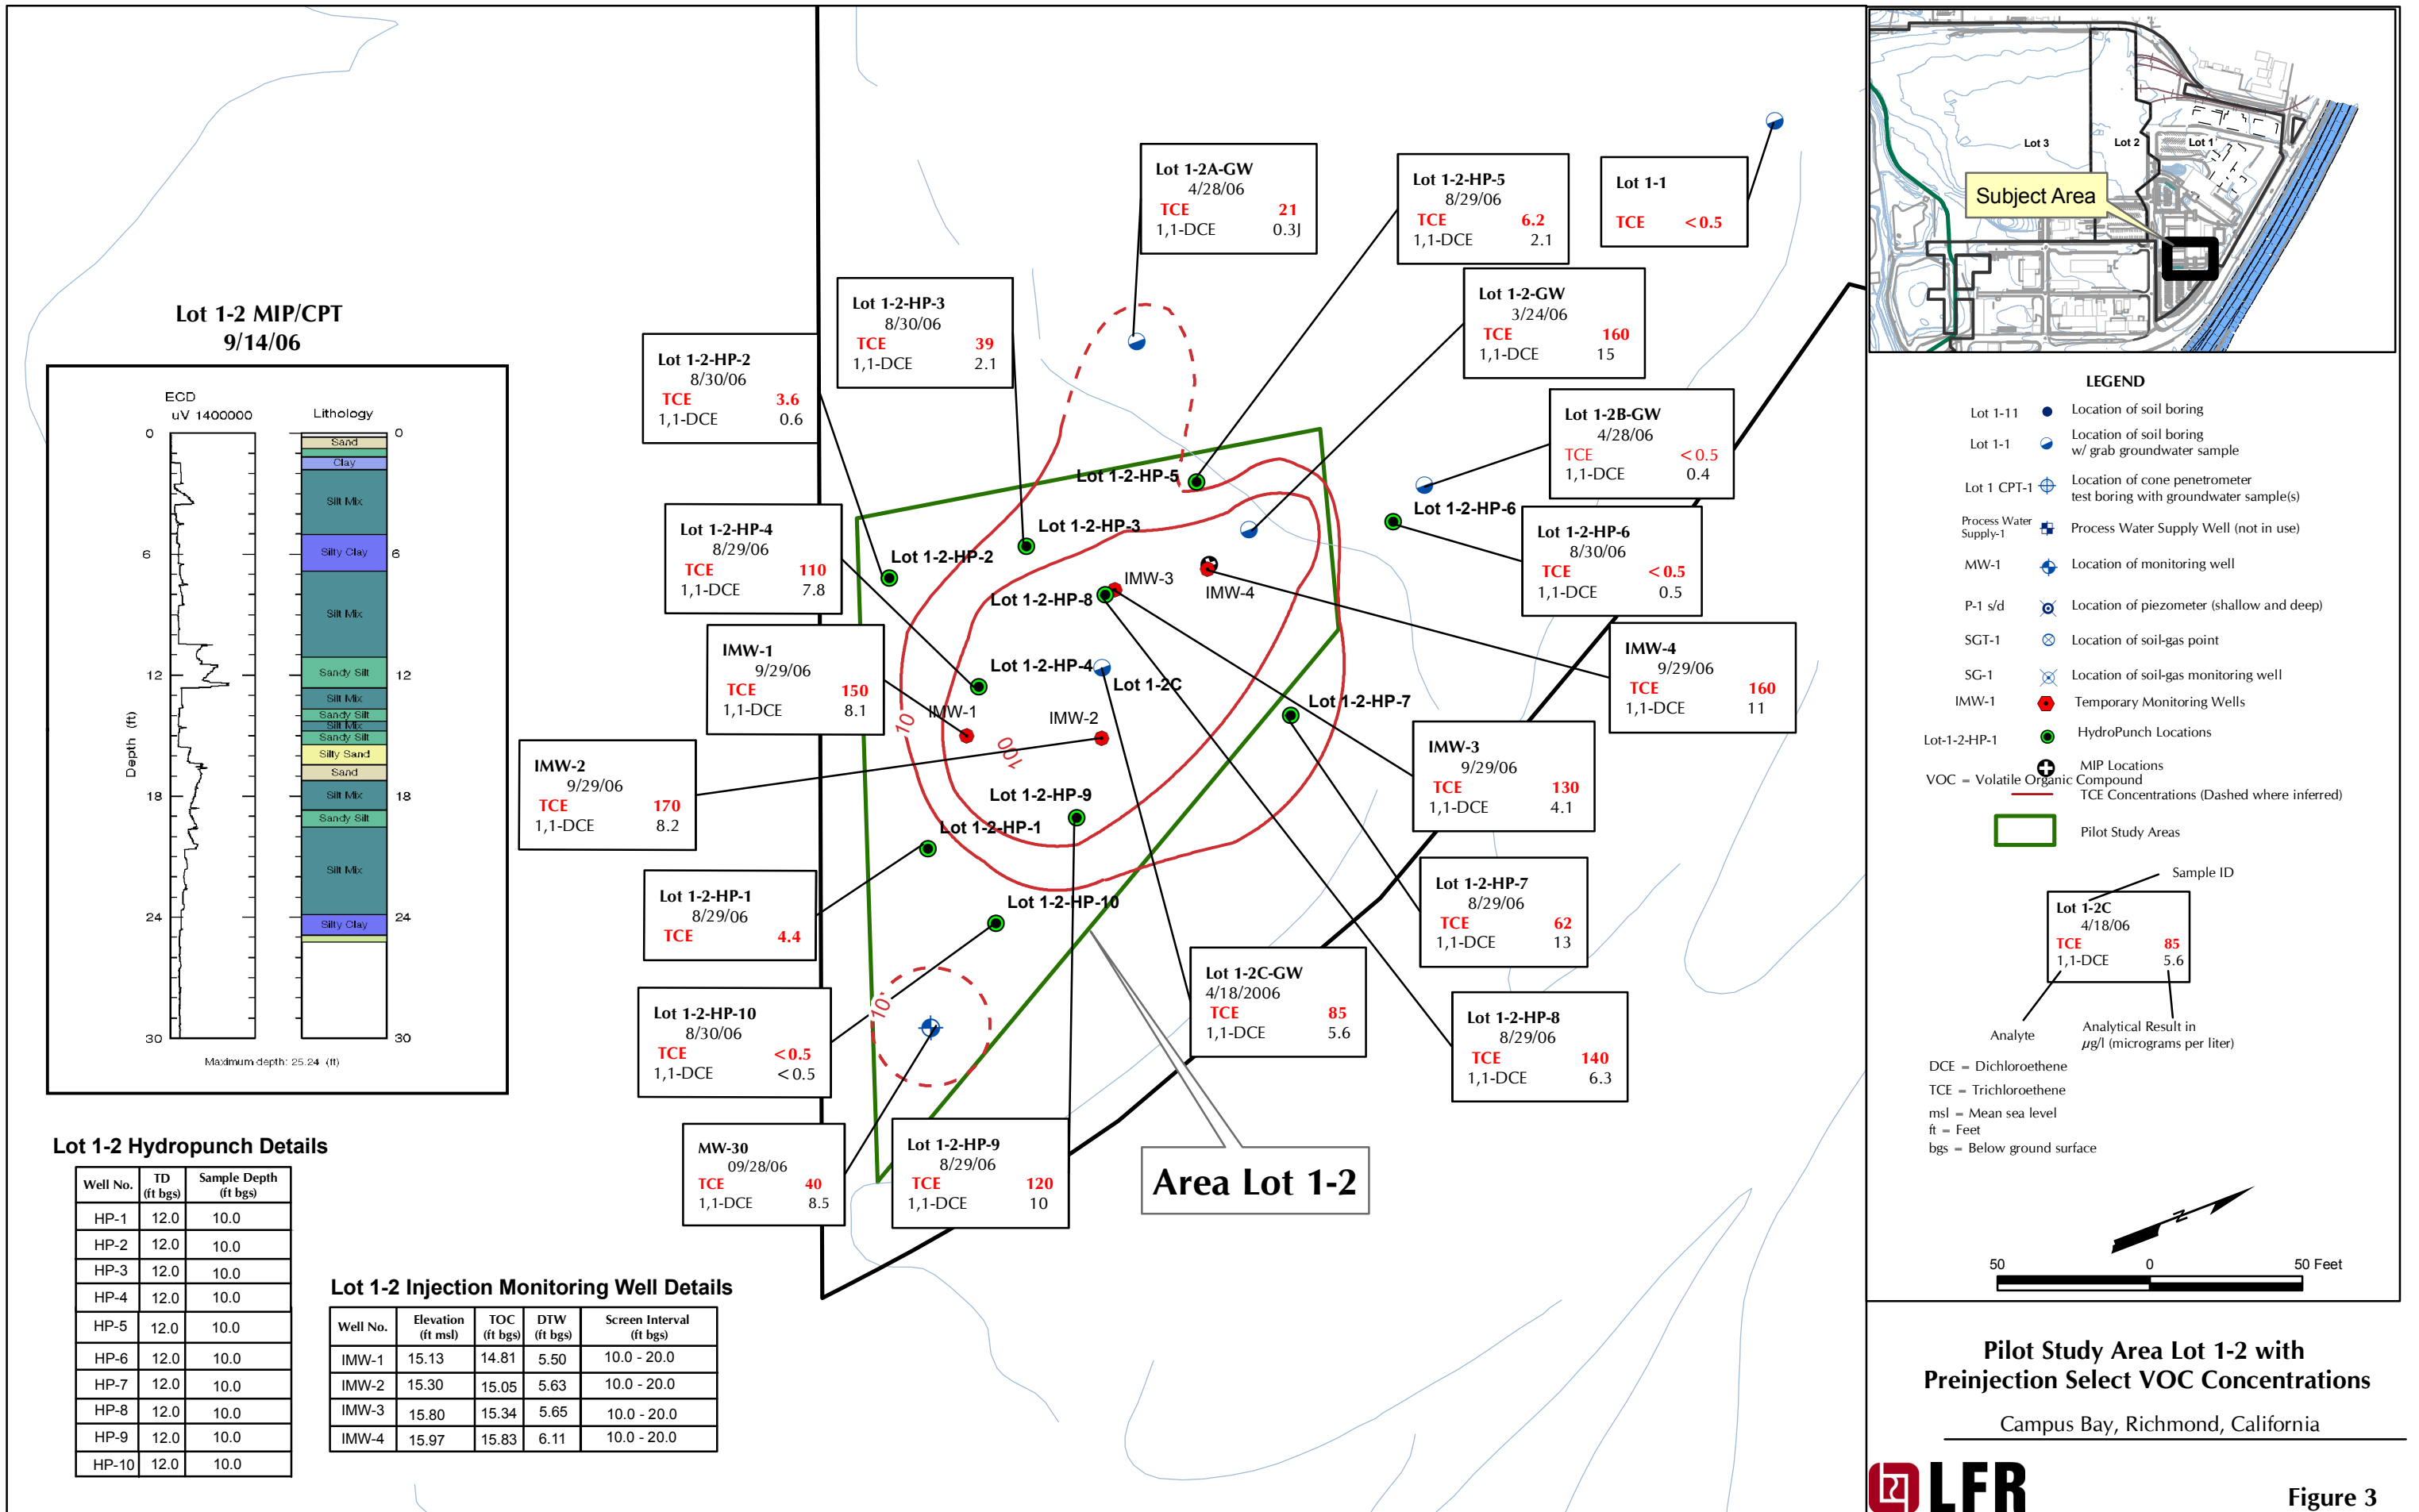 Lot 1-2 MIP/CPT
9/14/06
ECD
uV 1400000
Lithology
Depth (ft)
0
6
12
18
24
30
Sand
Clay
Silt Mix
Silty Clay
Silt Mix
Sandy Silt
Silt Mix
Sandy Silt
Silt Mix
Sandy Silt
Silty Sand
Sand
Silt Mix
Sandy Silt
Silt Mix
Silty Clay
0
6
12
18
24
30
Maximum depth: 25.24 (ft)
Lot 1-2A-GW
4/28/06
TCE 21
1,1-DCE 0.3J
Lot 1-2-HP-5
8/29/06
TCE 6.2
1,1-DCE 2.1
Lot 1-1
TCE <0.5
Lot 1-2-HP-3
8/30/06
TCE 39
1,1-DCE 2.1
Lot 1-2-GW
3/24/06
TCE 160
1,1-DCE 15
Lot 1-2-HP-2
8/30/06
TCE 3.6
1,1-DCE 0.6
Lot 1-2B-GW
4/28/06
TCE <0.5
1,1-DCE 0.4
Lot 1-2-HP-4
8/29/06
TCE 110
1,1-DCE 7.8
Lot 1-2-HP-6
8/30/06
TCE <0.5
1,1-DCE 0.5
IMW-1
9/29/06
TCE 150
1,1-DCE 8.1
IMW-4
9/29/06
TCE 160
1,1-DCE 11
IMW-2
9/29/06
TCE 170
1,1-DCE 8.2
IMW-3
9/29/06
TCE 130
1,1-DCE 4.1
Lot 1-2-HP-1
8/29/06
TCE 4.4
Lot 1-2-HP-7
8/29/06
TCE 62
1,1-DCE 13
Lot 1-2-HP-10
8/30/06
TCE <0.5
1,1-DCE <0.5
Lot 1-2C-GW
4/18/2006
TCE 85
1,1-DCE 5.6
Lot 1-2-HP-8
8/29/06
TCE 140
1,1-DCE 6.3
MW-30
09/28/06
TCE 40
1,1-DCE 8.5
Lot 1-2-HP-9
8/29/06
TCE 120
1,1-DCE 10
Lot 1-2-HP-5
Lot 1-2-HP-6
Lot 1-2-HP-3
Lot 1-2-HP-2
IMW-3
IMW-4
Lot 1-2-HP-8
Lot 1-2-HP-4
Lot 1-2C
Lot 1-2-HP-7
IMW-1
IMW-2
10
100
Lot 1-2-HP-9
Lot 1-2-HP-1
Lot 1-2-HP-10
10
Area Lot 1-2
Lot 1-2 Hydropunch Details
Well No. TD (ft bgs) Sample Depth (ft bgs)
HP-1 12.0 10.0
HP-2 12.0 10.0
HP-3 12.0 10.0
HP-4 12.0 10.0
HP-5 12.0 10.0
HP-6 12.0 10.0
HP-7 12.0 10.0
HP-8 12.0 10.0
HP-9 12.0 10.0
HP-10 12.0 10.0
Lot 1-2 Injection Monitoring Well Details
Well No. Elevation (ft msl) TOC (ft bgs) DTW (ft bgs) Screen Interval (ft bgs)
IMW-1 15.13 14.81 5.50 10.0 - 20.0
IMW-2 15.30 15.05 5.63 10.0 - 20.0
IMW-3 15.80 15.34 5.65 10.0 - 20.0
IMW-4 15.97 15.83 6.11 10.0 - 20.0
Lot 3
Lot 2
Lot 1
Subject Area
LEGEND
Lot 1-11 Location of soil boring
Lot 1-1 Location of soil boring
w/ grab groundwater sample
Lot 1 CPT-1 Location of cone penetrometer
test boring with groundwater sample(s)
Process Water
Supply-1 Process Water Supply Well (not in use)
MW-1 Location of monitoring well
P-1 s/d Location of piezometer (shallow and deep)
SGT-1 Location of soil-gas point
SG-1 Location of soil-gas monitoring well
IMW-1 Temporary Monitoring Wells
Lot-1-2-HP-1 HydroPunch Locations
MIP Locations
VOC = Volatile Organic Compound
TCE Concentrations (Dashed where inferred)
Pilot Study Areas
Sample ID
Lot 1-2C
4/18/06
TCE 85
1,1-DCE 5.6
Analyte
Analytical Result in
µg/l (micrograms per liter)
DCE = Dichloroethene
TCE = Trichloroethene
msl = Mean sea level
ft = Feet
bgs = Below ground surface
N
50 0 50 Feet
Pilot Study Area Lot 1-2 with
Preinjection Select VOC Concentrations
Campus Bay, Richmond, California
LFR
Figure 3